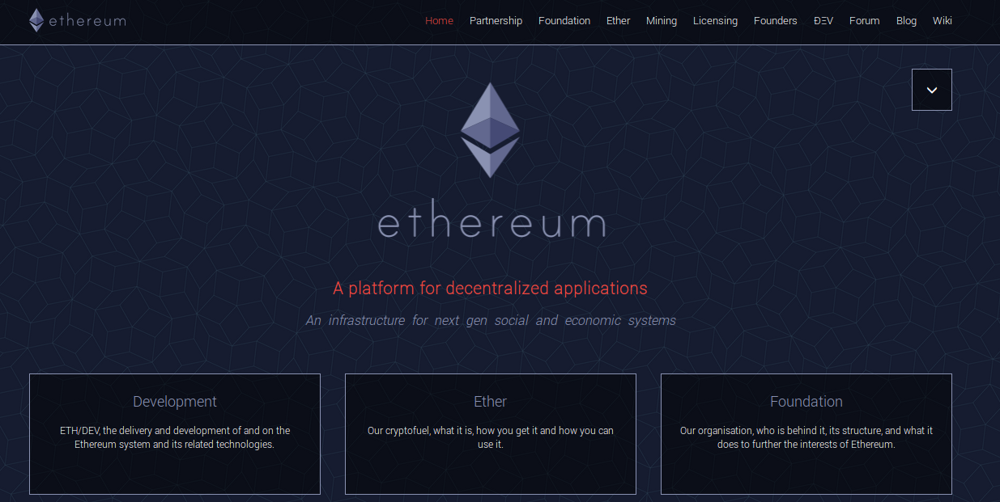 ethereum
Home Partnership Foundation Ether Mining Licensing Founders ÐΞV Forum Blog Wiki
ethereum
A platform for decentralized applications
An infrastructure for next gen social and economic systems
Development
ETH/DEV, the delivery and development of and on the
Ethereum system and its related technologies.
Ether
Our cryptofuel, what it is, how you get it and how you can
use it.
Foundation
Our organisation, who is behind it, its structure, and what it
does to further the interests of Ethereum.